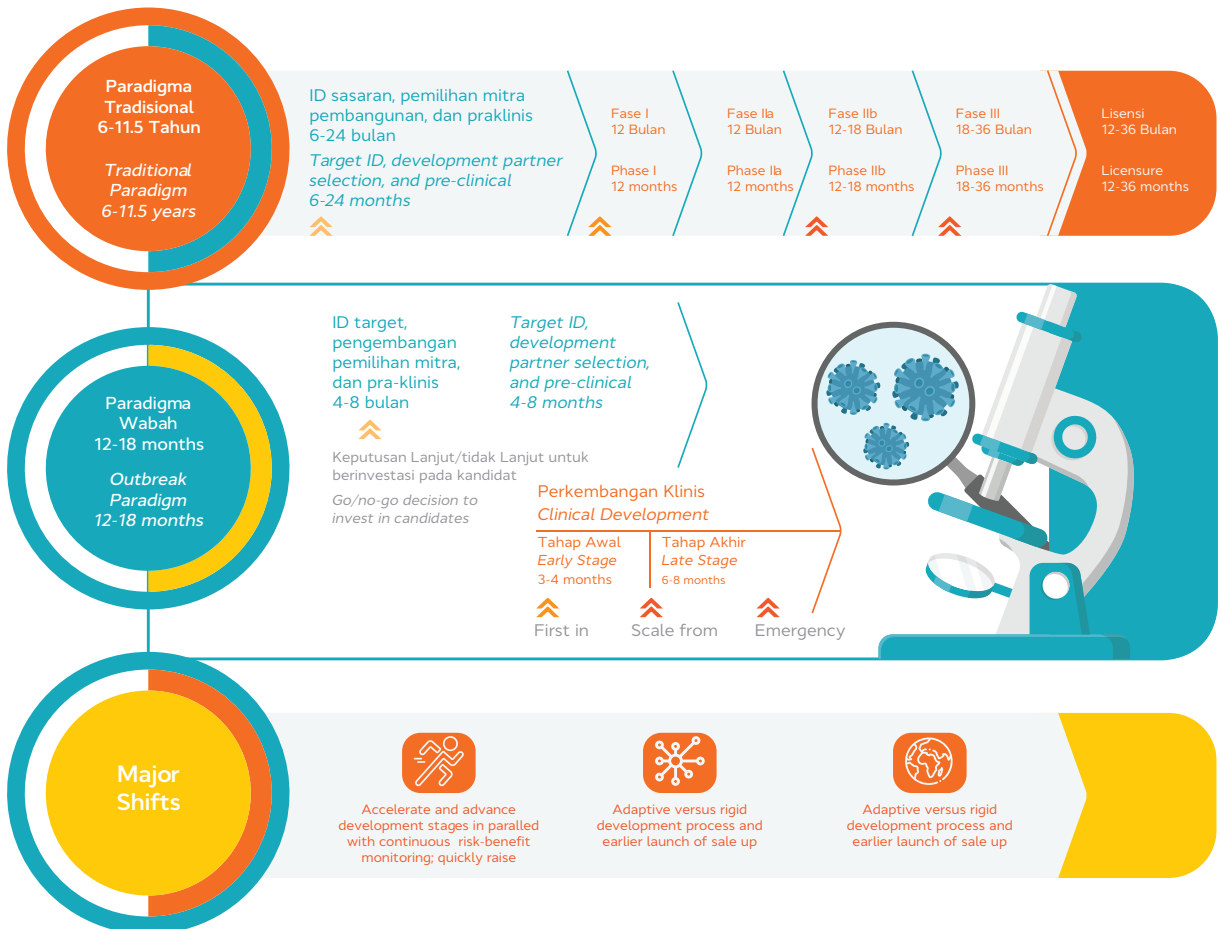 Paradigma
Tradisional
6-11.5 Tahun
Traditional
Paradigm
6-11.5 years
ID sasaran, pemilihan mitra
pembangunan, dan praklinis
6-24 bulan
Target ID, development partner
selection, and pre-clinical
6-24 months
Fase I
12 Bulan
Phase I
12 months
Fase IIa
12 Bulan
Phase IIa
12 months
Fase IIb
12-18 Bulan
Phase IIb
12-18 months
Fase III
18-36 Bulan
Phase III
18-36 months
Lisensi
12-36 Bulan
Licensure
12-36 months
Paradigma
Wabah
12-18 months
Outbreak
Paradigm
12-18 months
ID target,
pengembangan
pemilihan mitra,
dan pra-klinis
4-8 bulan
Target ID,
development
partner selection,
and pre-clinical
4-8 months
Keputusan Lanjut/tidak Lanjut untuk
berinvestasi pada kandidat
Go/no-go decision to
invest in candidates
Perkembangan Klinis
Clinical Development
Tahap Awal
Early Stage
3-4 months
Tahap Akhir
Late Stage
6-8 months
First in
Scale from
Emergency
Major
Shifts
Accelerate and advance
development stages in paralled
with continuous risk-benefit
monitoring; quickly raise
Adaptive versus rigid
development process and
earlier launch of sale up
Adaptive versus rigid
development process and
earlier launch of sale up